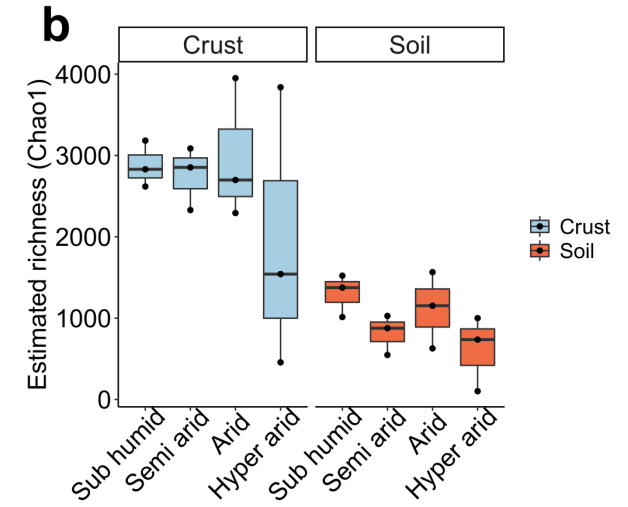 b
Crust
Soil
Estimated richness (Chao1)
4000
3000
2000
1000
0
Sub humid
Semi arid
Arid
Hyper arid
Sub humid
Semi arid
Arid
Hyper arid
Crust
Soil